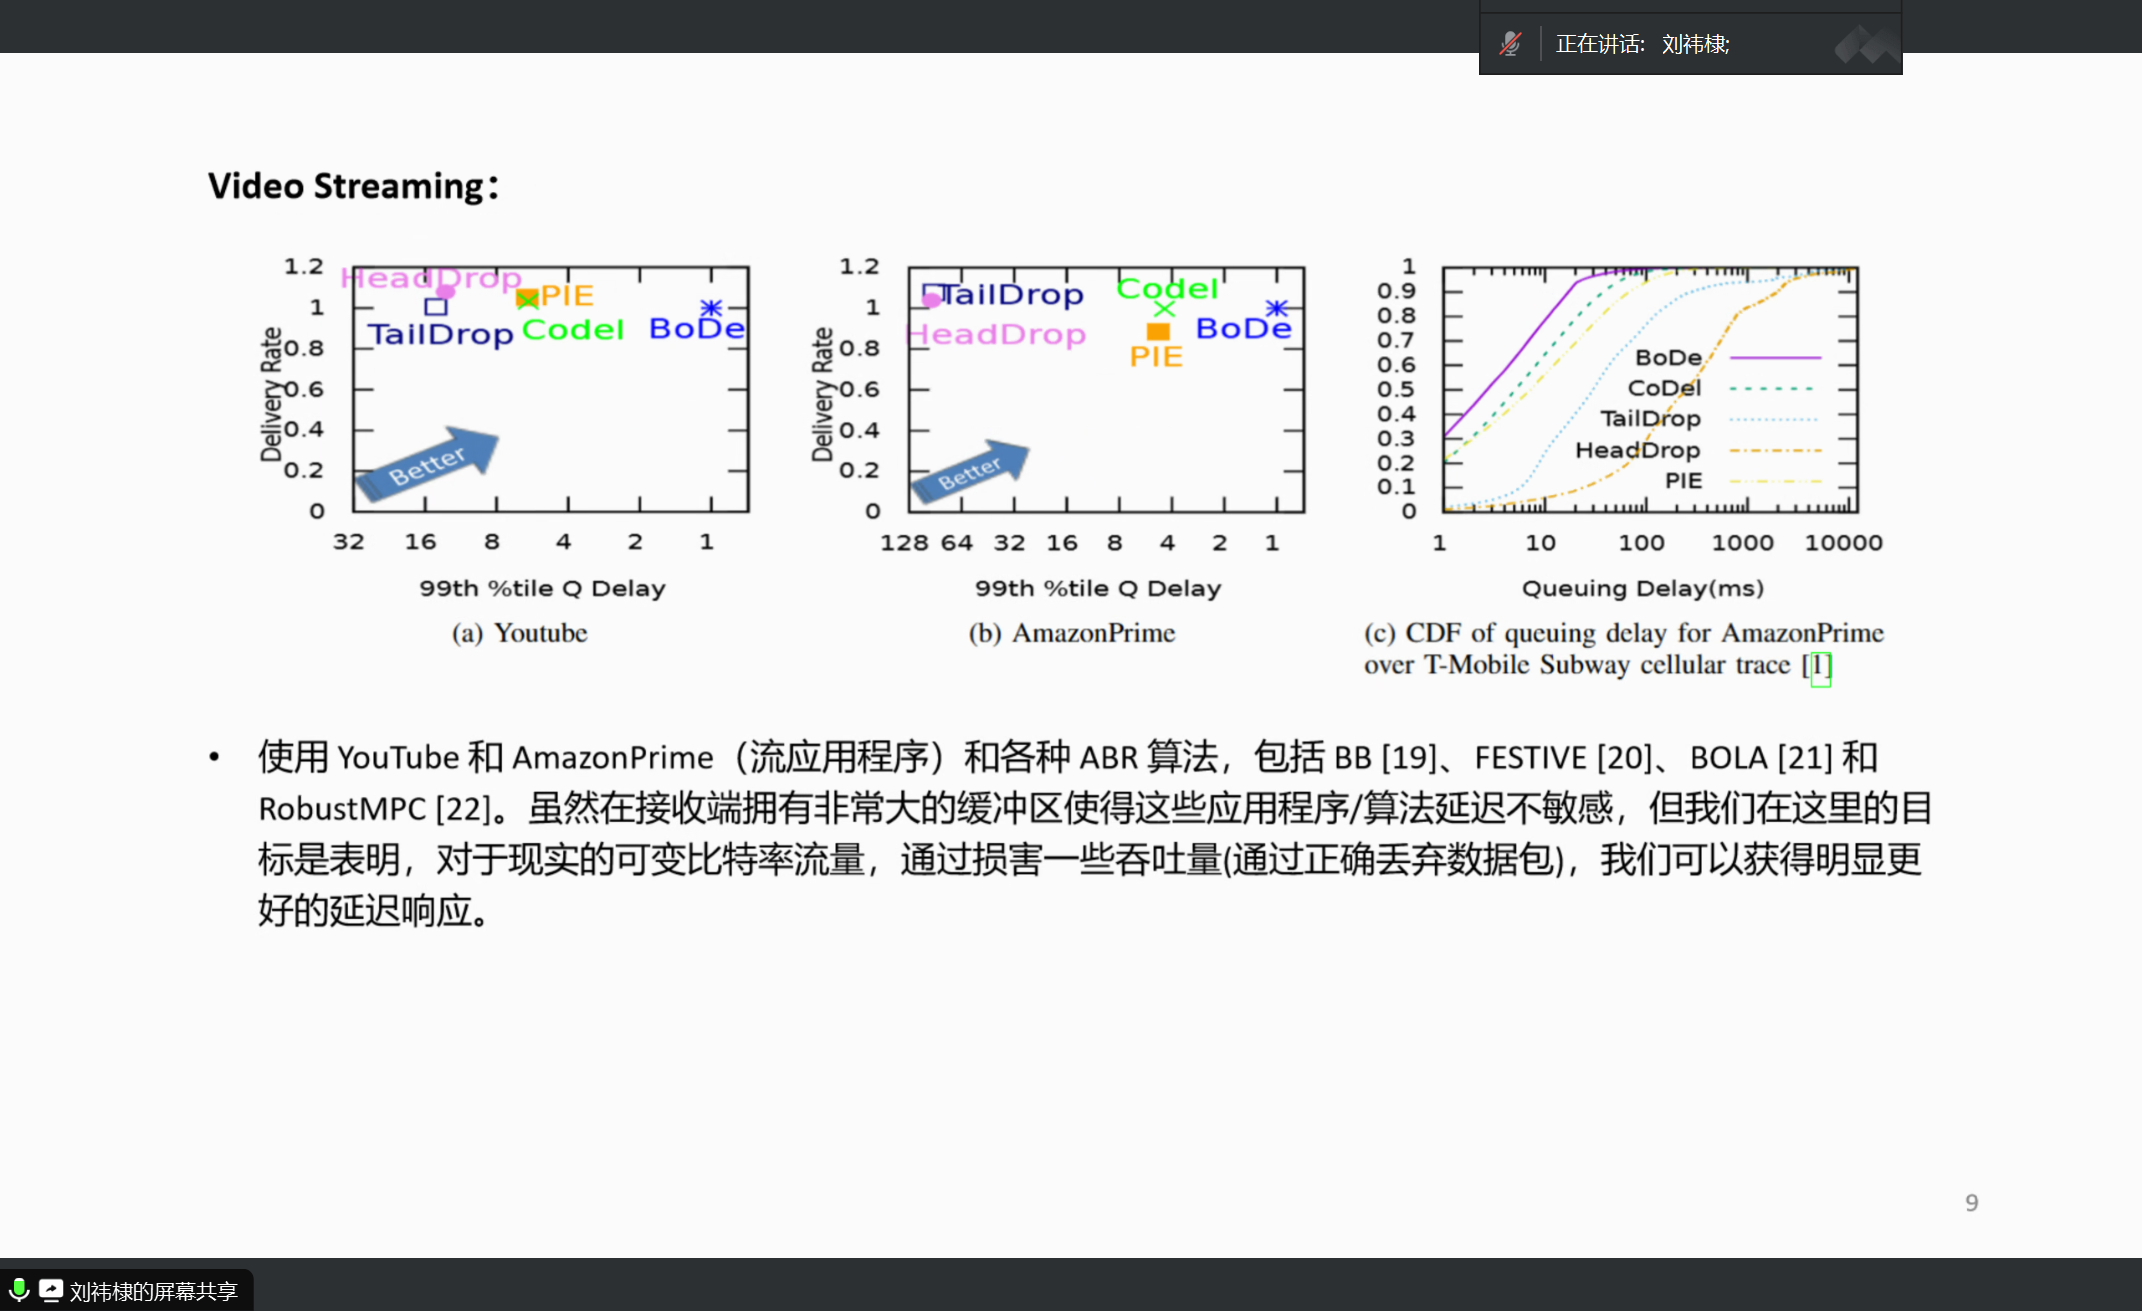 正在讲话: 刘祎棣;
Video Streaming：
1.2
1
0.8
0.6
0.4
0.2
0
Delivery Rate
HeadDrop
PIE
TailDrop
Codel
BoDe
Better
32 16 8 4 2 1
99th %tile Q Delay
(a) Youtube
1.2
1
0.8
0.6
0.4
0.2
0
Delivery Rate
TailDrop
Codel
HeadDrop
BoDe
PIE
Better
128 64 32 16 8 4 2 1
99th %tile Q Delay
(b) AmazonPrime
1
0.9
0.8
0.7
0.6
0.5
0.4
0.3
0.2
0.1
0
BoDe
CoDel
TailDrop
HeadDrop
PIE
1 10 100 1000 10000
Queuing Delay(ms)
(c) CDF of queuing delay for AmazonPrime
over T-Mobile Subway cellular trace [1]
• 使用 YouTube 和 AmazonPrime（流应用程序）和各种 ABR 算法，包括 BB [19]、FESTIVE [20]、BOLA [21] 和
RobustMPC [22]。虽然在接收端拥有非常大的缓冲区使得这些应用程序/算法延迟不敏感，但我们在这里的目
标是表明，对于现实的可变比特率流量，通过损害一些吞吐量(通过正确丢弃数据包)，我们可以获得明显更
好的延迟响应。
9
刘祎棣的屏幕共享